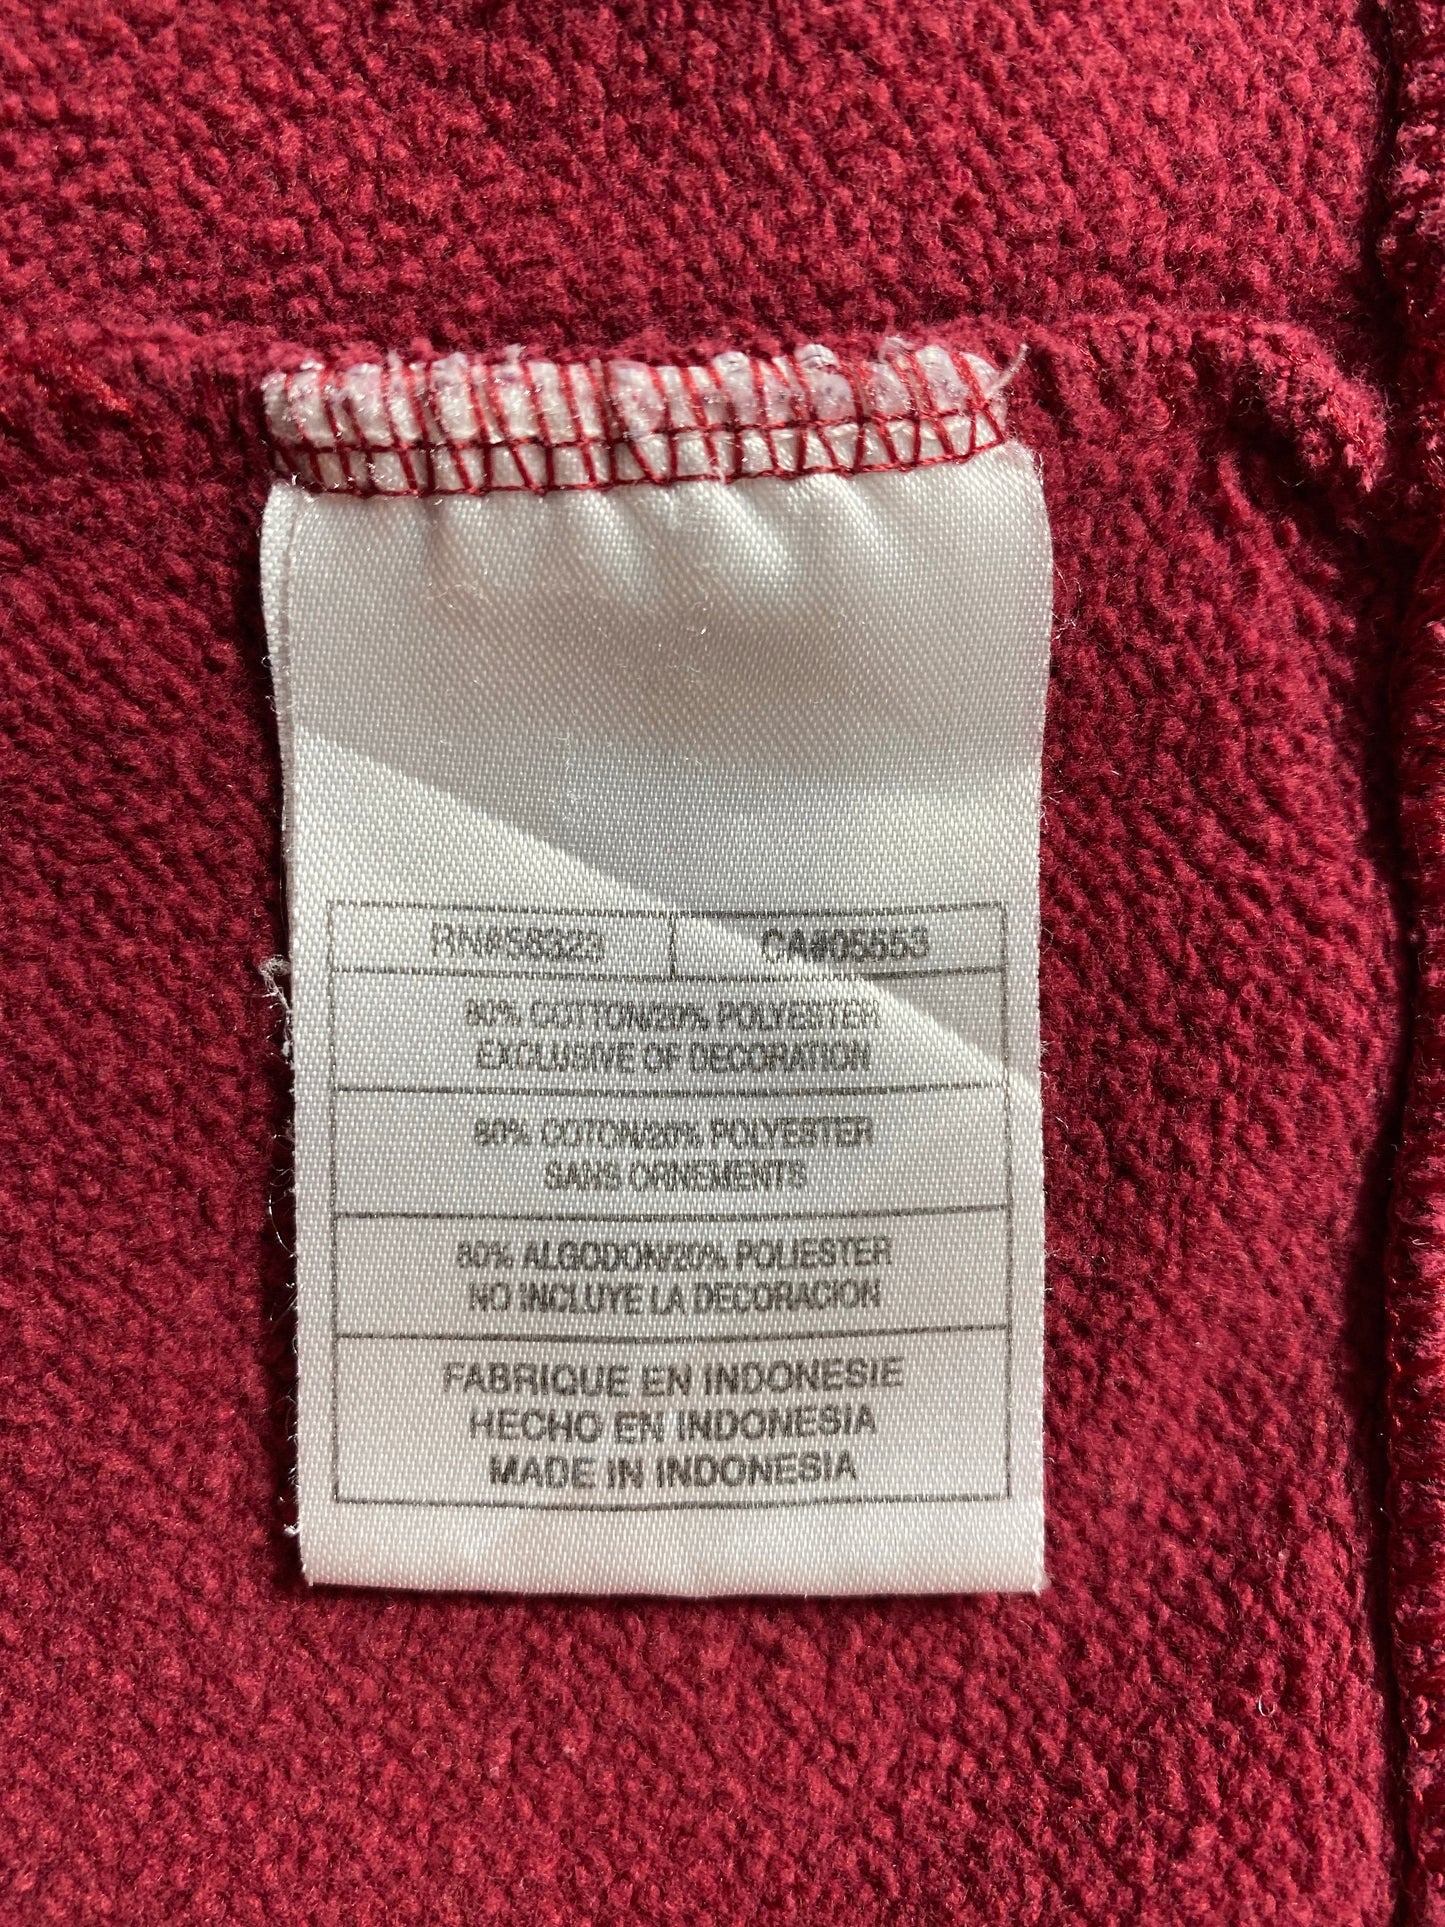 RN#56323 CA#05553
80% COTTON/20% POLYESTER
EXCLUSIVE OF DECORATION
80% COTON/20% POLYESTER
SANS ORNEMENTS
80% ALGODON/20% POLIESTER
NO INCLUYE LA DECORACION
FABRIQUE EN INDONESIE
HECHO EN INDONESIA
MADE IN INDONESIA